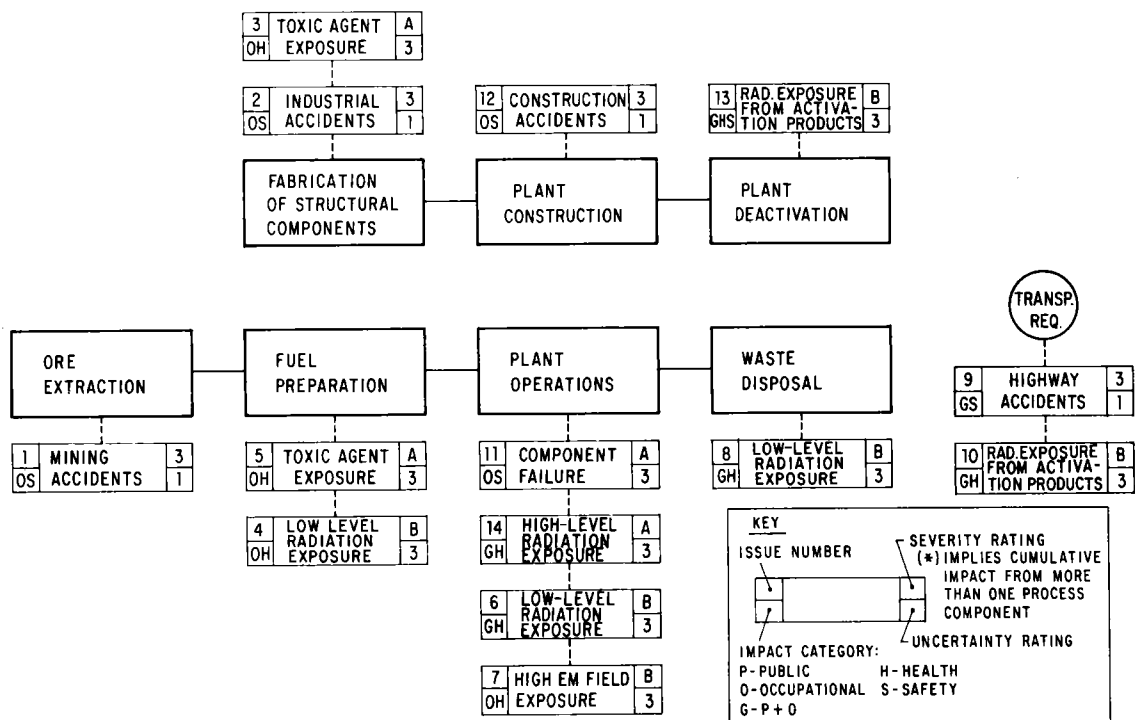 3 TOXIC AGENT A
OH EXPOSURE 3
2 INDUSTRIAL 3
OS ACCIDENTS 1
12 CONSTRUCTION 3
OS ACCIDENTS 1
13 RAD. EXPOSURE B
FROM ACTIVA-
GHS TION PRODUCTS 3
FABRICATION
OF STRUCTURAL
COMPONENTS
PLANT
CONSTRUCTION
PLANT
DEACTIVATION
TRANSP.
REQ.
ORE
EXTRACTION
FUEL
PREPARATION
PLANT
OPERATIONS
WASTE
DISPOSAL
9 HIGHWAY 3
GS ACCIDENTS 1
1 MINING 3
OS ACCIDENTS 1
5 TOXIC AGENT A
OH EXPOSURE 3
11 COMPONENT A
OS FAILURE 3
8 LOW-LEVEL B
RADIATION
GH EXPOSURE 3
10 RAD. EXPOSURE B
FROM ACTIVA-
GH TION PRODUCTS 3
4 LOW LEVEL B
RADIATION
OH EXPOSURE 3
14 HIGH-LEVEL A
RADIATION
GH EXPOSURE 3
6 LOW-LEVEL B
RADIATION
GH EXPOSURE 3
7 HIGH EM FIELD B
OH EXPOSURE 3
KEY
ISSUE NUMBER
SEVERITY RATING
(*) IMPLIES CUMULATIVE
IMPACT FROM MORE
THAN ONE PROCESS
COMPONENT
UNCERTAINTY RATING
IMPACT CATEGORY:
P-PUBLIC H-HEALTH
O-OCCUPATIONAL S-SAFETY
G-P+O